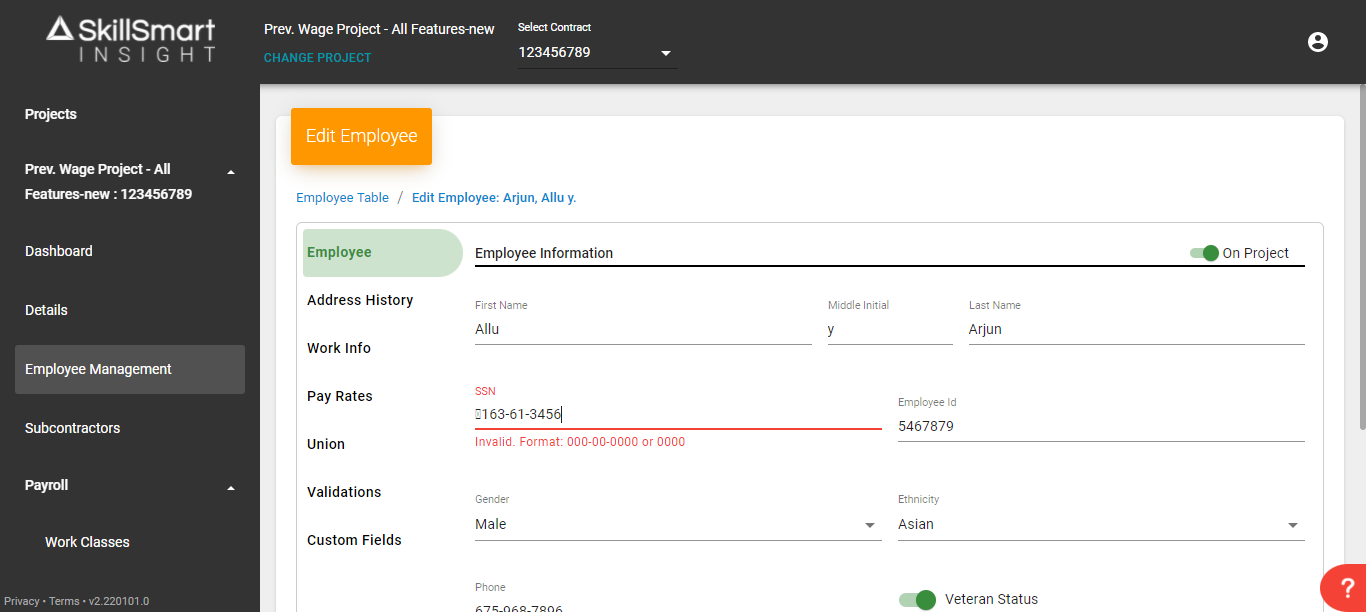 SkillSmart
INSIGHT
Prev. Wage Project - All Features-new
CHANGE PROJECT
Select Contract
123456789
Projects
Prev. Wage Project - All
Features-new : 123456789
Dashboard
Details
Employee Management
Subcontractors
Payroll
Work Classes
Privacy • Terms • v2.220101.0
Edit Employee
Employee Table / Edit Employee: Arjun, Allu y.
Employee
Address History
Work Info
Pay Rates
Union
Validations
Custom Fields
Employee Information
On Project
First Name
Allu
Middle Initial
y
Last Name
Arjun
SSN
163-61-3456
Invalid. Format: 000-00-0000 or 0000
Employee Id
5467879
Gender
Male
Ethnicity
Asian
Phone
675-968-7896
Veteran Status
?